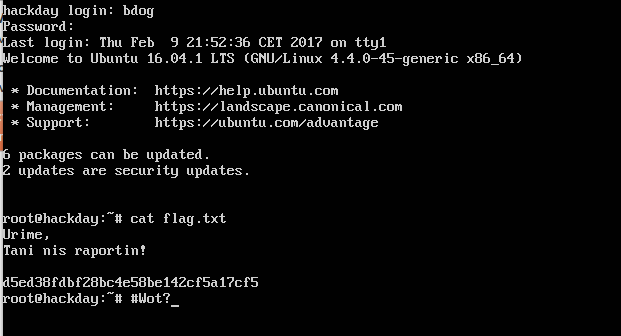 hackday login: bdog
Password:
Last login: Thu Feb  9 21:52:36 CET 2017 on tty1
Welcome to Ubuntu 16.04.1 LTS (GNU/Linux 4.4.0-45-generic x86_64)
 * Documentation:  https://help.ubuntu.com
 * Management:     https://landscape.canonical.com
 * Support:        https://ubuntu.com/advantage
6 packages can be updated.
2 updates are security updates.
root@hackday:~# cat flag.txt
Urime,
Tani nis raportin!
d5ed38fdbf28bc4e58be142cf5a17cf5
root@hackday:~# #Wot?_